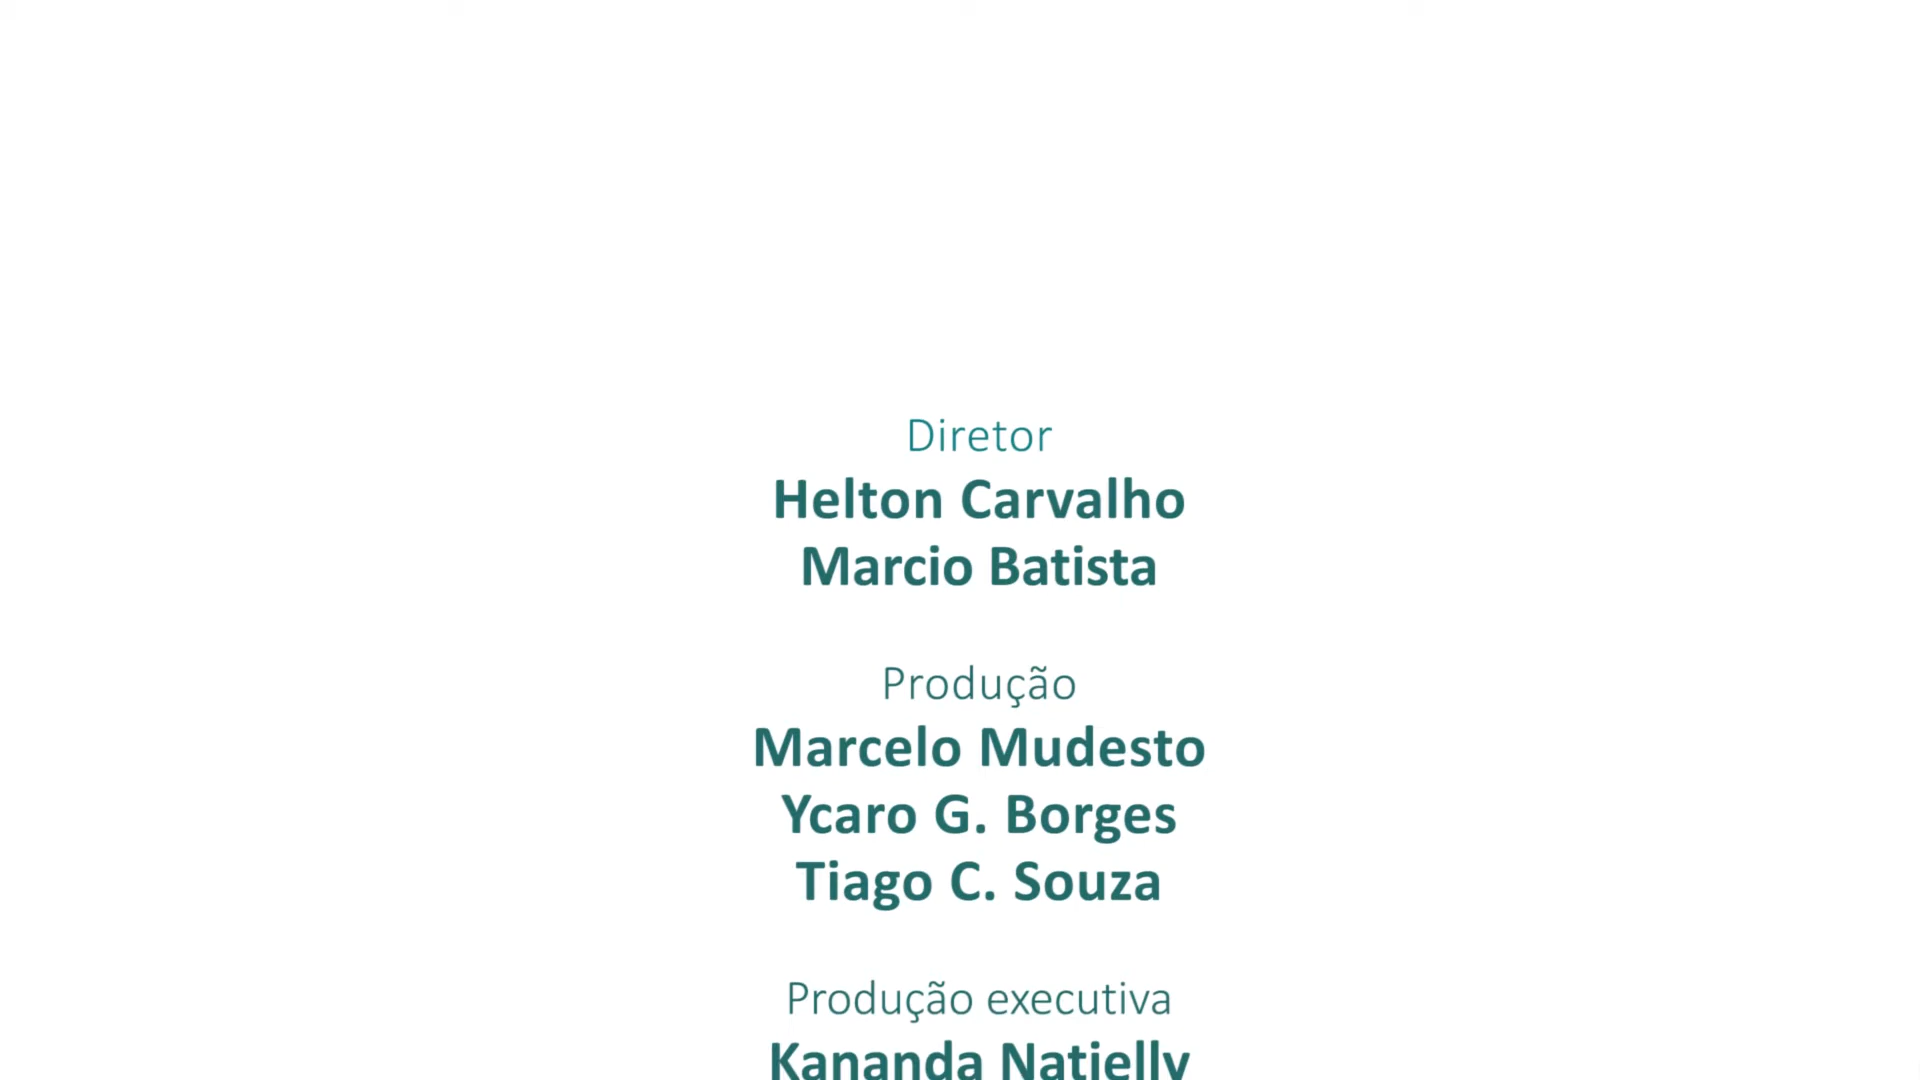 Diretor
Helton Carvalho
Marcio Batista
Produção
Marcelo Mudesto
Ycaro G. Borges
Tiago C. Souza
Produção executiva
Kananda Natielly